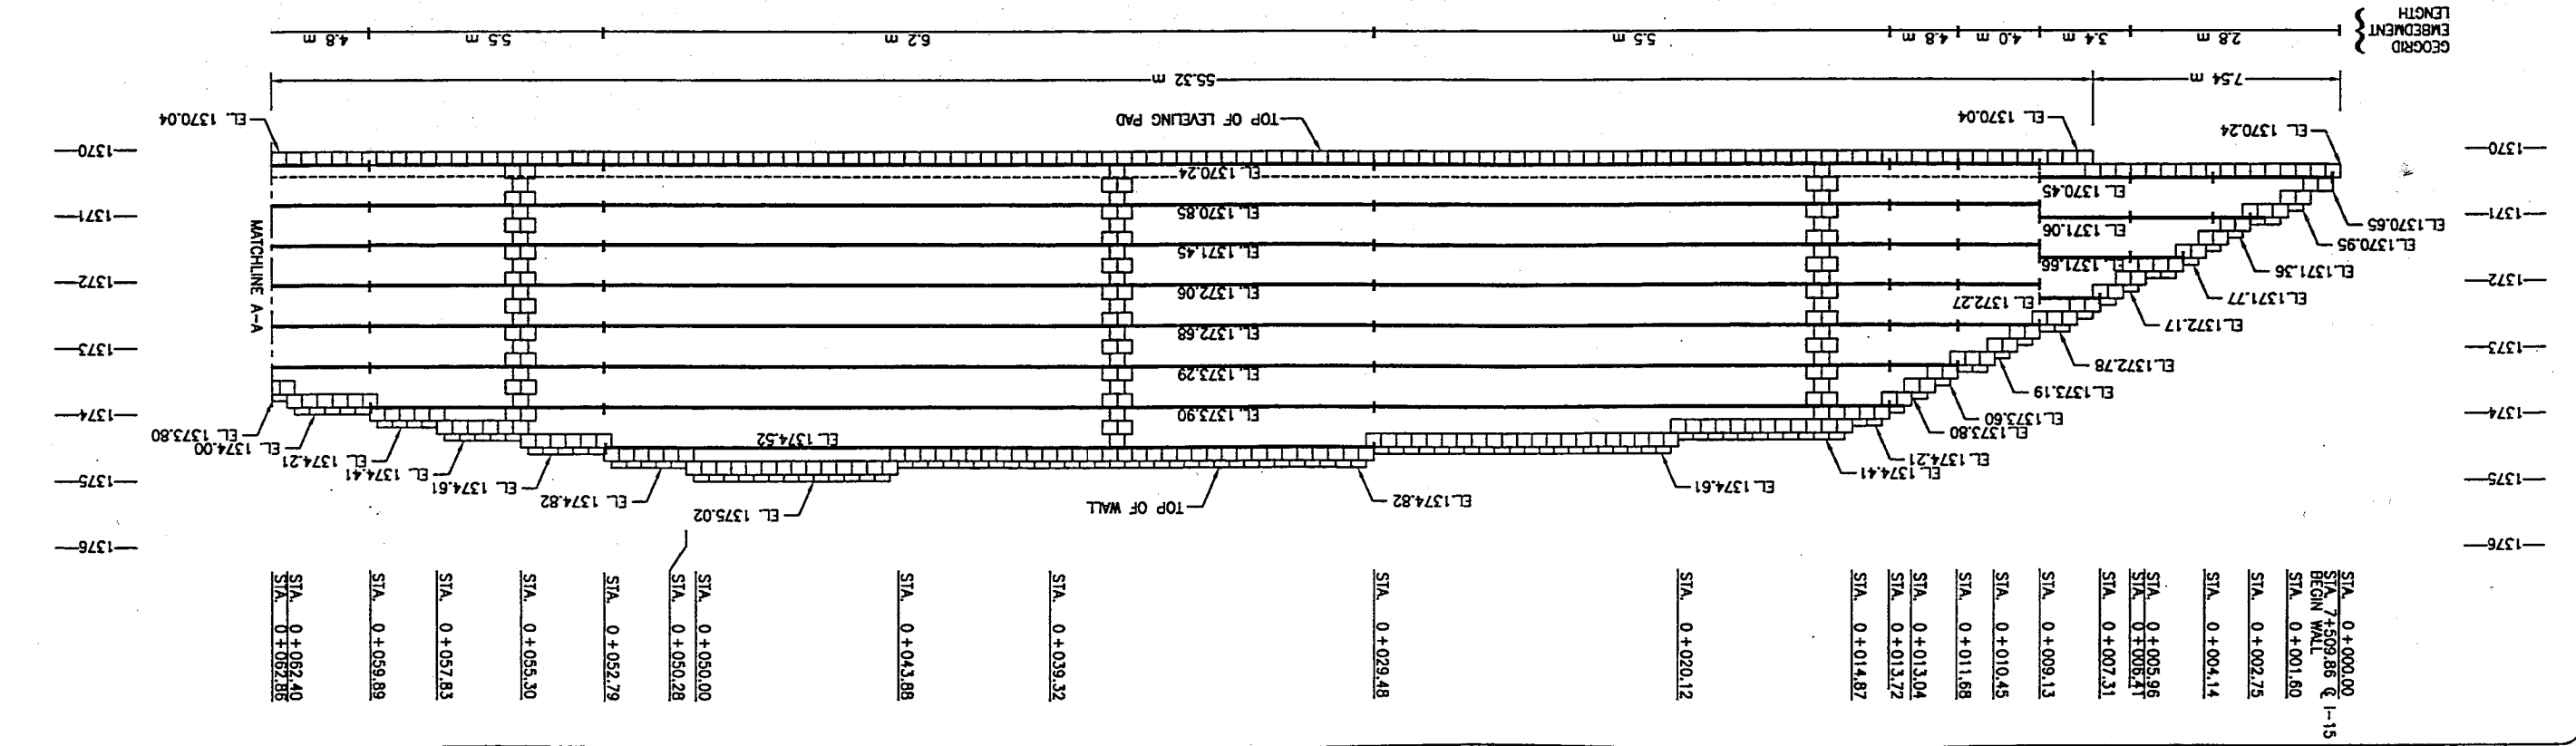 STA. 0+000.00
STA. 7+509.86 ℄ I-15
BEGIN WALL
STA. 0+001.60
STA. 0+002.75
STA. 0+004.14
STA. 0+005.96
STA. 0+006.41
STA. 0+007.31
STA. 0+009.13
STA. 0+010.45
STA. 0+011.68
STA. 0+013.04
STA. 0+013.72
STA. 0+014.87
STA. 0+020.12
STA. 0+029.48
STA. 0+039.32
STA. 0+043.88
STA. 0+050.00
STA. 0+050.28
STA. 0+052.79
STA. 0+055.30
STA. 0+057.83
STA. 0+059.89
STA. 0+062.40
STA. 0+062.86
1376
1376
1375
1375
1374
1374
1373
1373
1372
1372
1371
1371
1370
1370
EL.1370.65
EL.1370.95
EL.1371.36
EL.1371.77
EL.1372.17
EL.1372.78
EL.1373.19
EL.1373.60
EL.1373.80
EL.1374.21
EL.1374.41
EL.1374.61
EL.1374.82
TOP OF WALL
EL. 1375.02
EL. 1374.82
EL. 1374.61
EL. 1374.41
EL. 1374.21
EL. 1374.00
EL. 1373.80
EL. 1374.52
EL. 1373.90
EL. 1373.29
EL. 1372.68
EL. 1372.27
EL. 1372.06
EL. 1371.66
EL. 1371.45
EL. 1371.06
EL. 1370.85
EL. 1370.45
EL. 1370.24
MATCHLINE A-A
EL. 1370.24
EL. 1370.04
TOP OF LEVELING PAD
EL. 1370.04
7.54 m
55.32 m
GEOGRID
EMBEDMENT
LENGTH
2.8 m
3.4 m
4.0 m
4.8 m
5.5 m
6.2 m
5.5 m
4.8 m